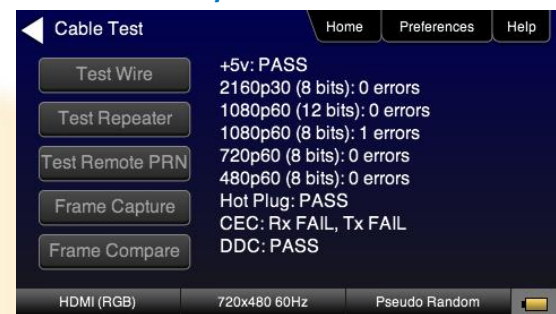 Cable Test
Home
Preferences
Help
Test Wire
Test Repeater
Test Remote PRN
Frame Capture
Frame Compare
+5v: PASS
2160p30 (8 bits): 0 errors
1080p60 (12 bits): 0 errors
1080p60 (8 bits): 1 errors
720p60 (8 bits): 0 errors
480p60 (8 bits): 0 errors
Hot Plug: PASS
CEC: Rx FAIL, Tx FAIL
DDC: PASS
HDMI (RGB)
720x480 60Hz
Pseudo Random